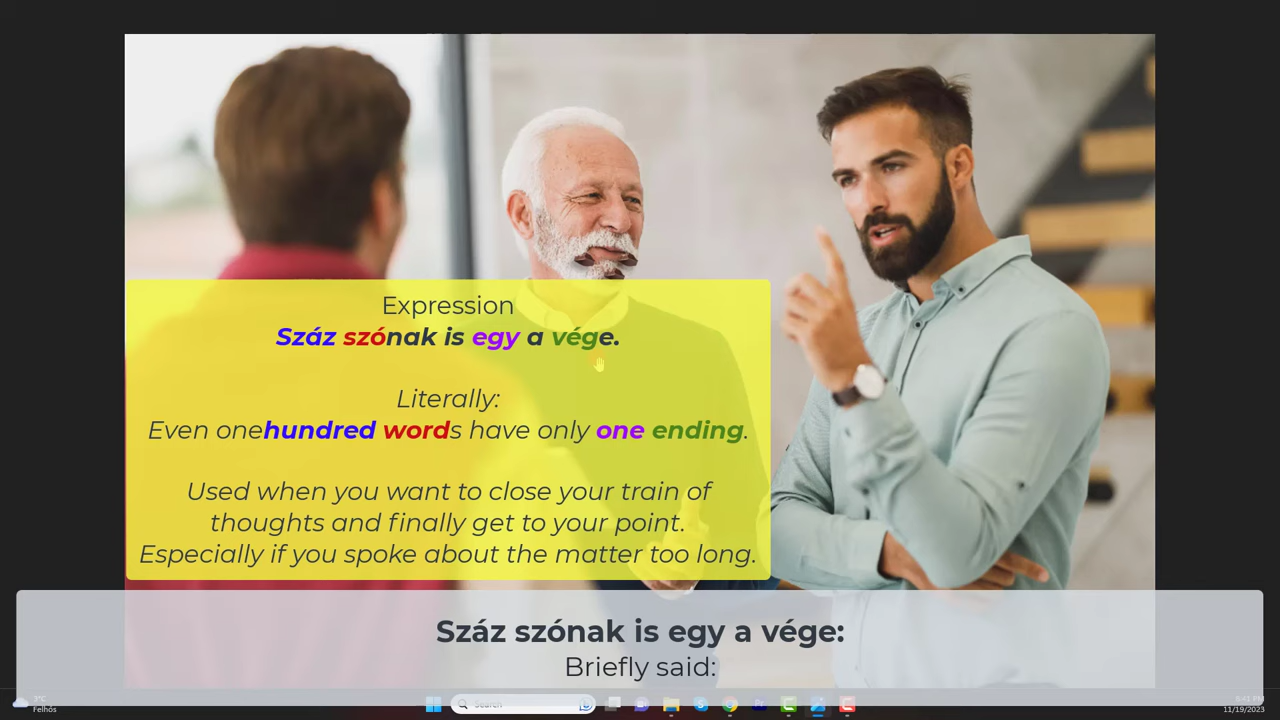 Expression
Száz szónak is egy a vége.
Literally:
Even onehundred words have only one ending.
Used when you want to close your train of
thoughts and finally get to your point.
Especially if you spoke about the matter too long.
Száz szónak is egy a vége:
Briefly said:
3°C
Felhős
Search
11/19/2023